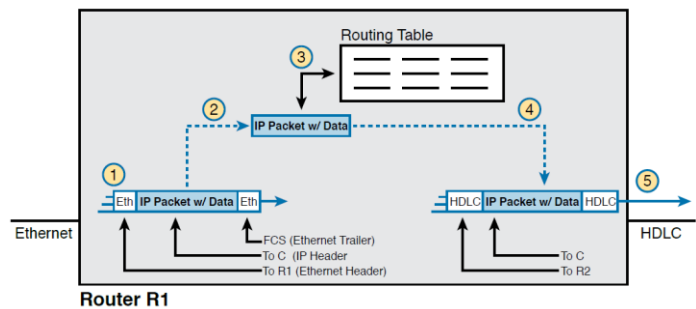 Routing Table
3
2
4
IP Packet w/ Data
1
5
Eth IP Packet w/ Data Eth
HDLC IP Packet w/ Data HDLC
Ethernet
HDLC
FCS (Ethernet Trailer)
To C (IP Header
To R1 (Ethernet Header)
To C
To R2
Router R1